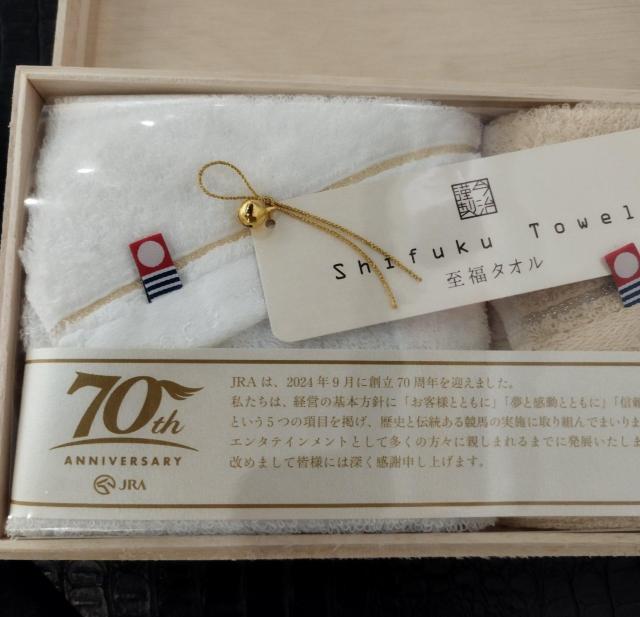 今治
謹製
Shifuku Towel
至福タオル
70th
ANNIVERSARY
JRA
JRAは、2024年9月に創立70周年を迎えました。
私たちは、経営の基本方針に「お客様とともに」「夢と感動とともに」「信頼
という5つの項目を掲げ、歴史と伝統ある競馬の実施に取り組んでまいりま
エンタテインメントとして多くの方々に親しまれるまでに発展いたしま
改めまして皆様には深く感謝申し上げます。